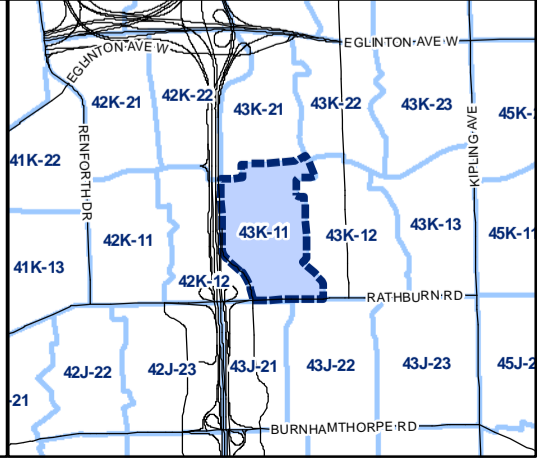 EGLINTON AVE W
EGLINTON AVE W
42K-21
42K-22
43K-21
43K-22
43K-23
45K-
KIPLING AVE
RENFORTH DR
41K-22
42K-11
43K-11
43K-12
43K-13
45K-11
41K-13
42K-12
RATHBURN RD
42J-22
42J-23
43J-21
43J-22
43J-23
45J-2
-21
BURNHAMTHORPE RD